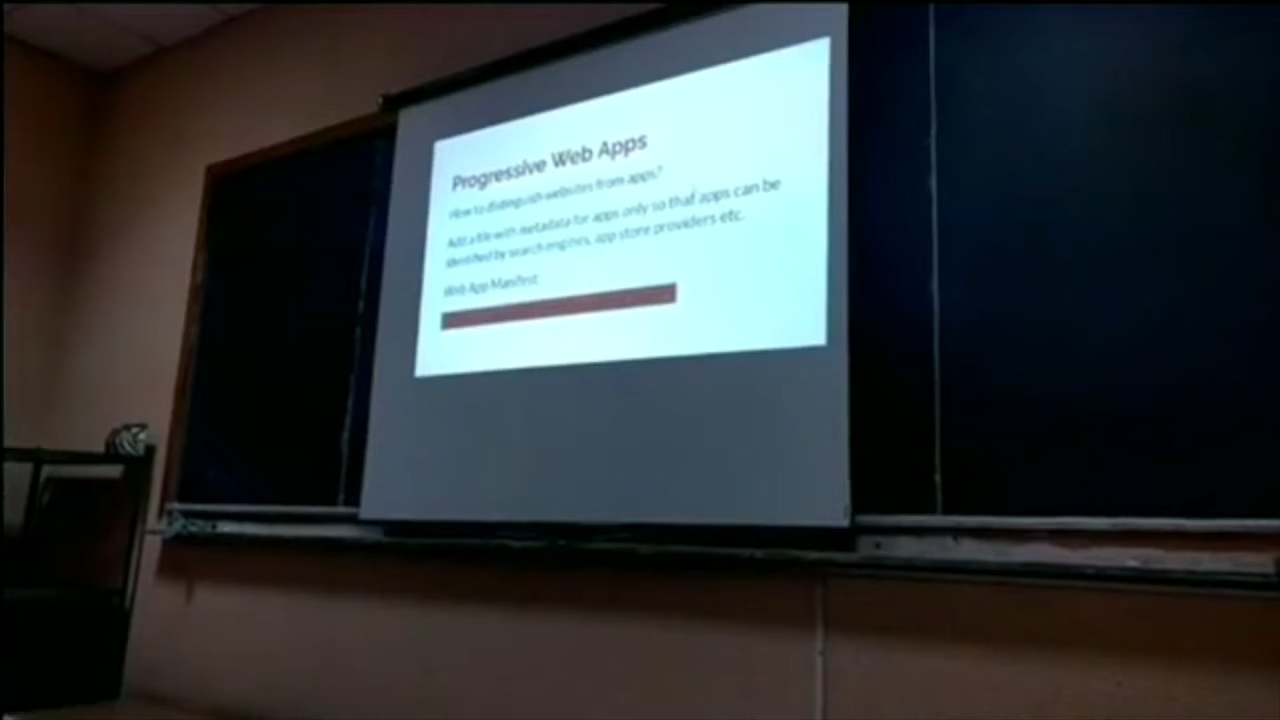 Progressive Web Apps
How to distinguish websites from apps?
Add a file with metadata for apps only so that apps can be
identified by search engines, app store providers etc.
Web App Manifest